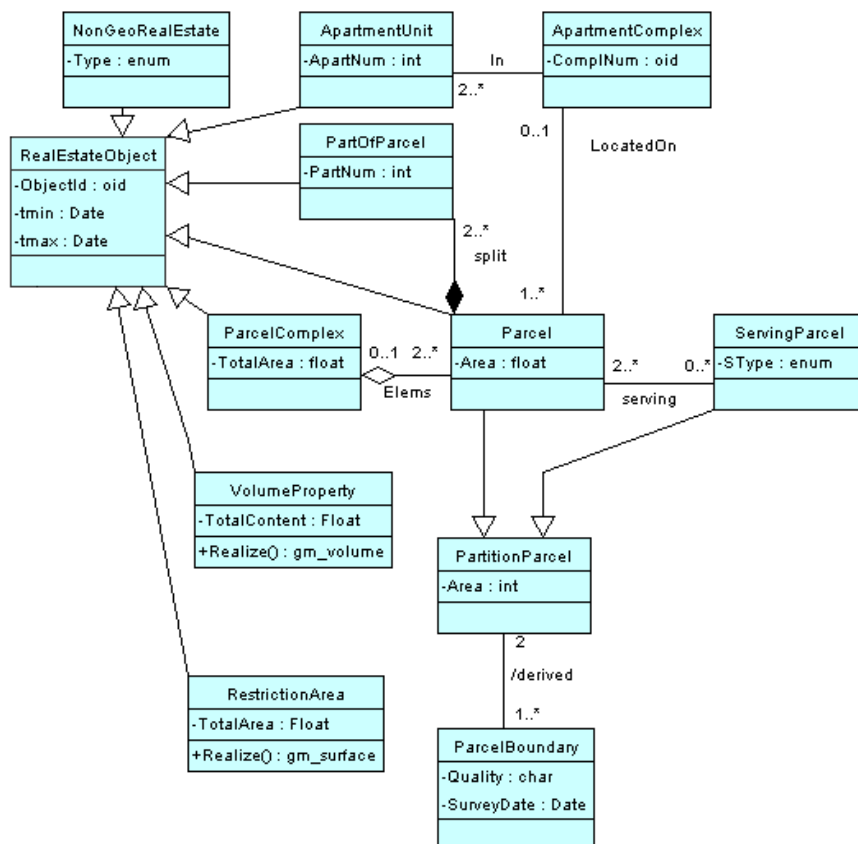 NonGeoRealEstate
-Type : enum
ApartmentUnit
-ApartNum : int
In
2..*
ApartmentComplex
-ComplNum : oid
0..1
LocatedOn
1..*
RealEstateObject
-ObjectId : oid
-tmin : Date
-tmax : Date
PartOfParcel
-PartNum : int
2..*
split
ParcelComplex
-TotalArea : float
0..1
2..*
Elems
Parcel
-Area : float
2..*
0..*
serving
ServingParcel
-SType : enum
VolumeProperty
-TotalContent : Float
+Realize() : gm_volume
PartitionParcel
-Area : int
2
/derived
1..*
RestrictionArea
-TotalArea : Float
+Realize() : gm_surface
ParcelBoundary
-Quality : char
-SurveyDate : Date